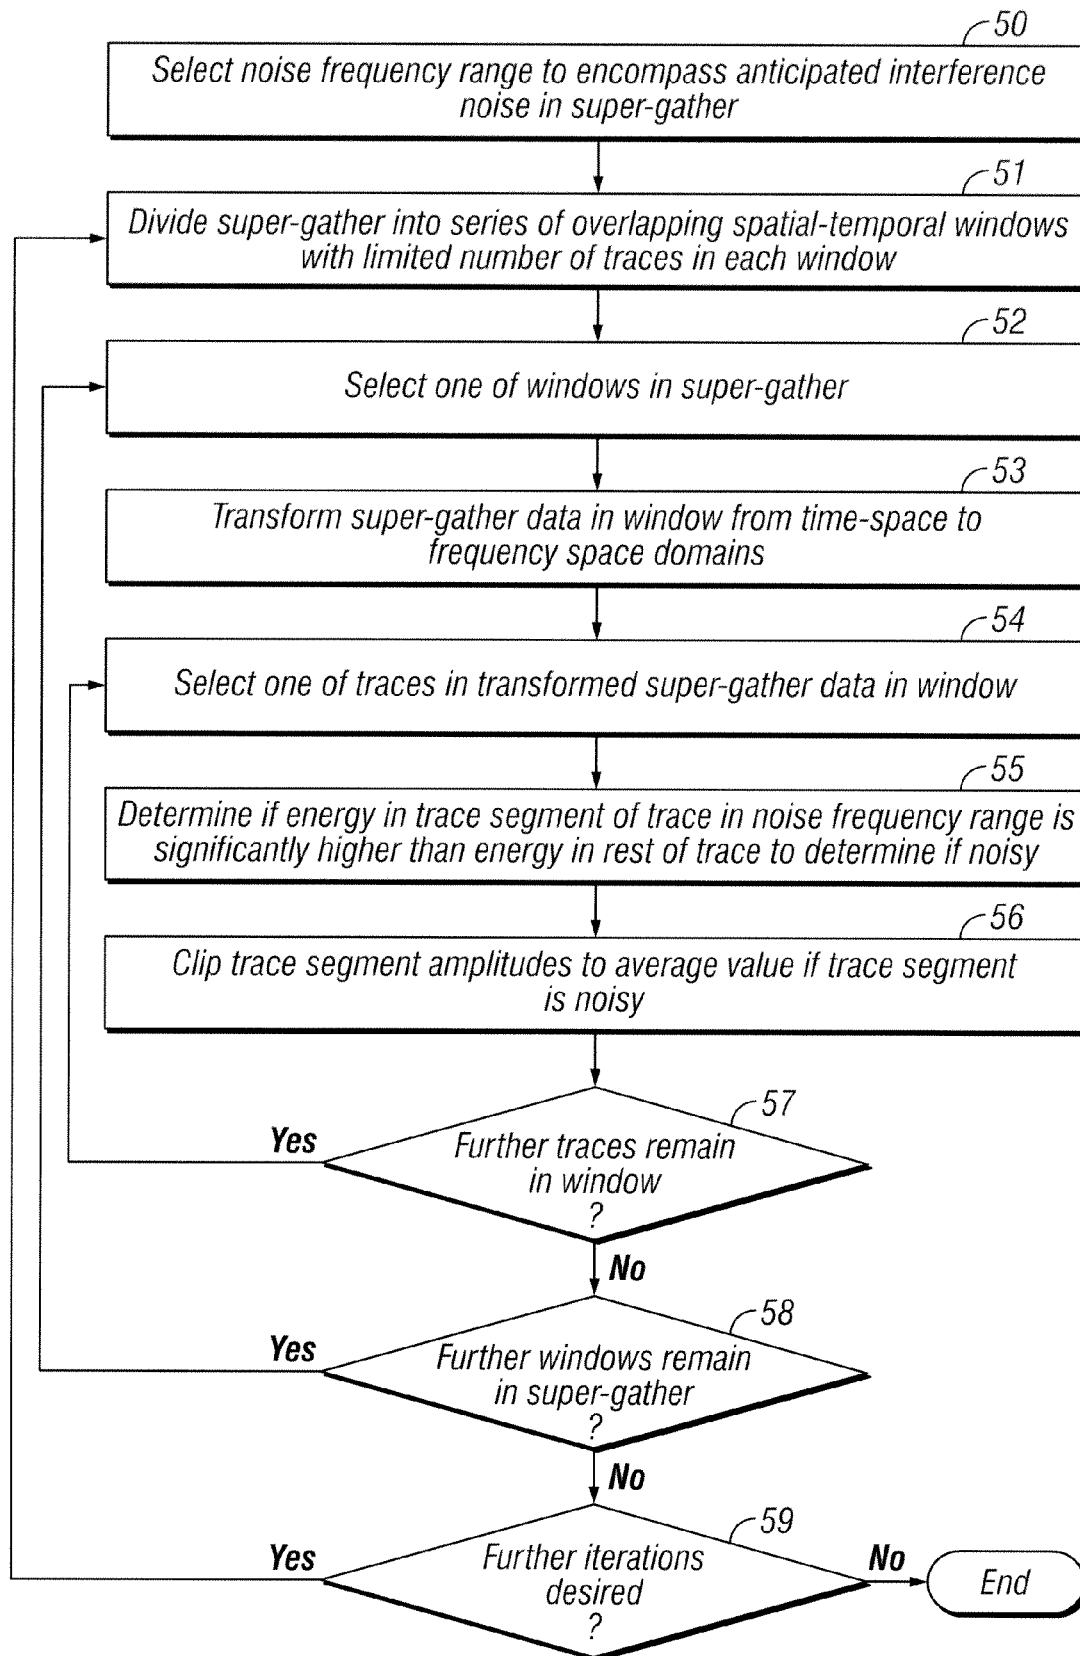 50
Select noise frequency range to encompass anticipated interference
noise in super-gather
51
Divide super-gather into series of overlapping spatial-temporal windows
with limited number of traces in each window
52
Select one of windows in super-gather
53
Transform super-gather data in window from time-space to
frequency space domains
54
Select one of traces in transformed super-gather data in window
55
Determine if energy in trace segment of trace in noise frequency range is
significantly higher than energy in rest of trace to determine if noisy
56
Clip trace segment amplitudes to average value if trace segment
is noisy
57
Yes
Further traces remain
in window
?
No
58
Yes
Further windows remain
in super-gather
?
No
59
Yes
Further iterations
desired
?
No
End